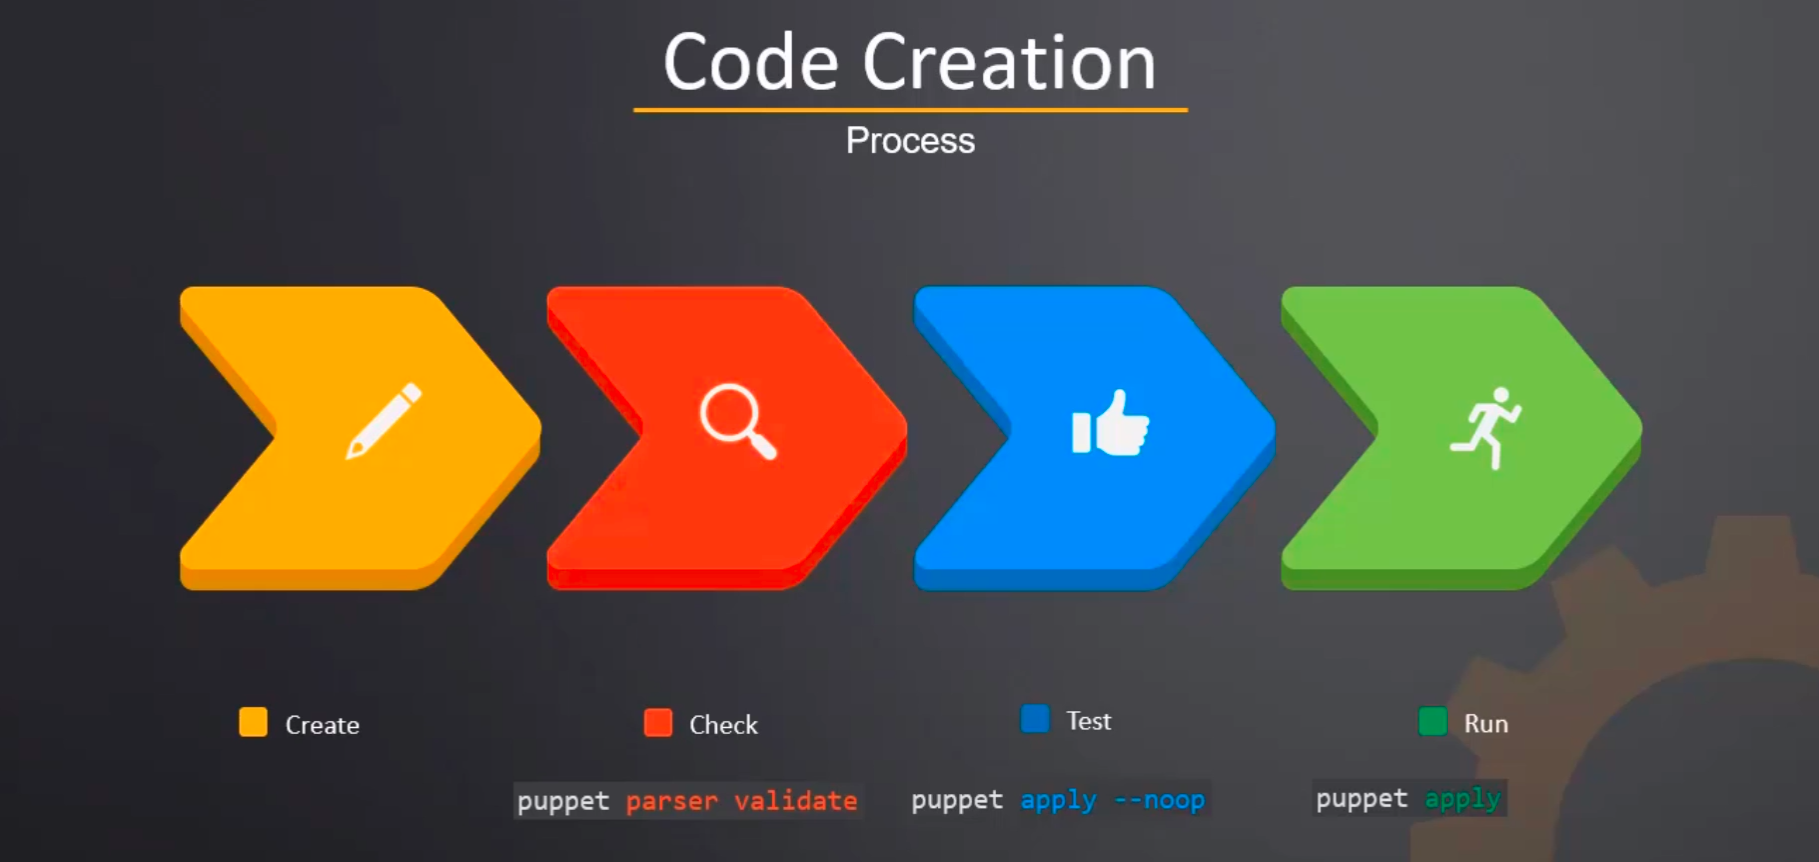 Code Creation
Process
Create
Check
Test
Run
puppet parser validate
puppet apply --noop
puppet apply